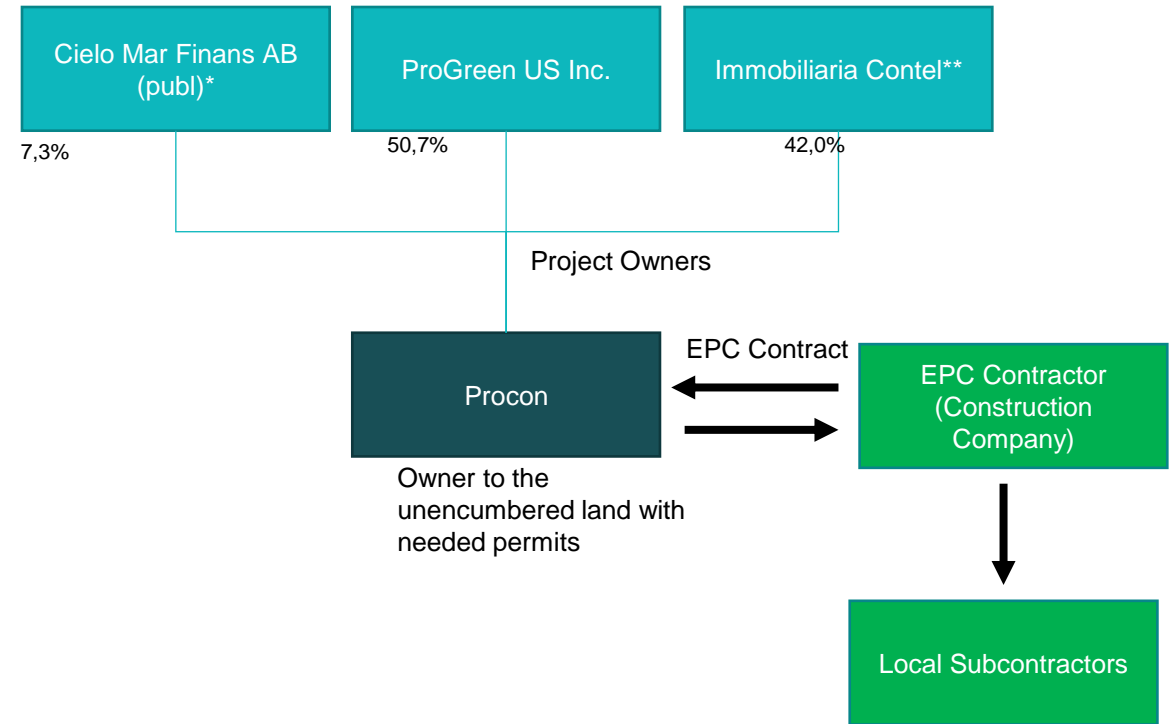 Cielo Mar Finans AB
(publ)*
ProGreen US Inc.
Immobiliaria Contel**
7,3%
50,7%
42,0%
Project Owners
EPC Contract
Procon
EPC Contractor
(Construction
Company)
Owner to the
unencumbered land with
needed permits
Local Subcontractors